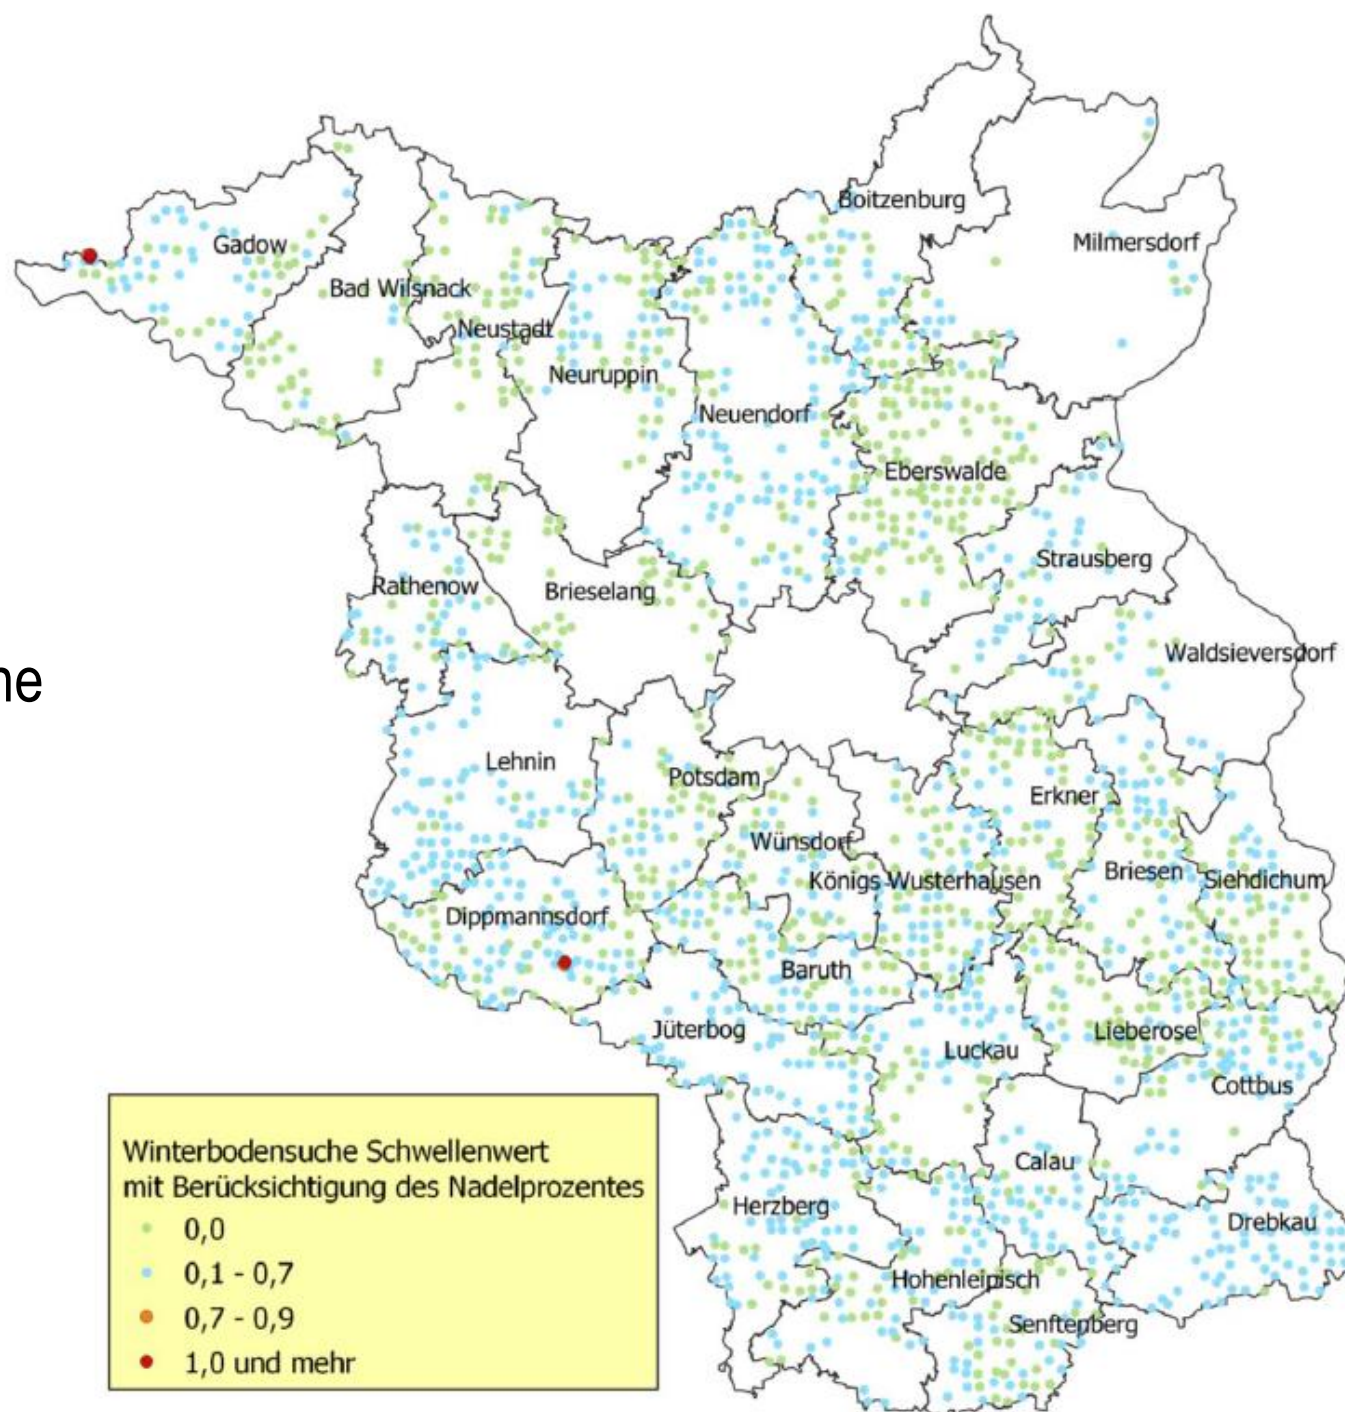 Boitzenburg
Gadow
Milmersdorf
Bad Wilsnack
Neustadt
Neuruppin
Neuendorf
Eberswalde
Strausberg
Rathenow
Brieselang
Waldsieversdorf
ne
Lehnin
Potsdam
Erkner
Wünsdorf
Königs Wusterhausen
Briesen
Siehdichum
Dippmannsdorf
Baruth
Jüterbog
Lieberose
Luckau
Cottbus
Calau
Herzberg
Drebkau
Hohenleipisch
Senftenberg
Winterbodensuche Schwellenwert
mit Berücksichtigung des Nadelprozentes
0,0
0,1 - 0,7
0,7 - 0,9
1,0 und mehr